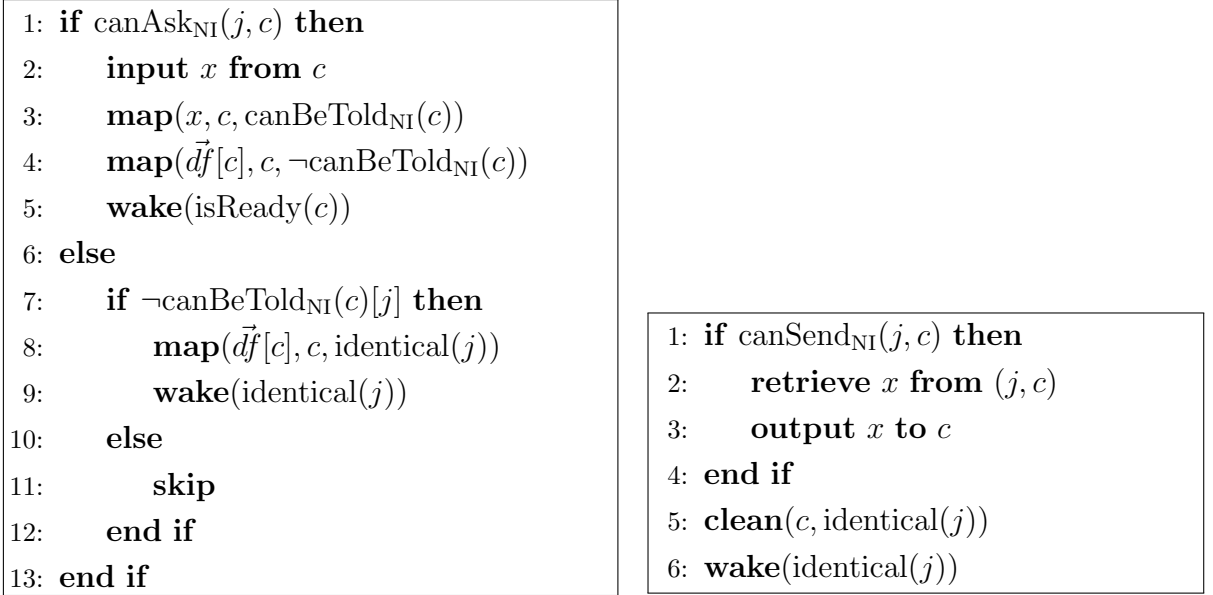 1: if canAsk_NI(j, c) then
2: input x from c
3: map(x, c, canBeTold_NI(c))
4: map(d⃗f[c], c, ¬canBeTold_NI(c))
5: wake(isReady(c))
6: else
7: if ¬canBeTold_NI(c)[j] then
8: map(d⃗f[c], c, identical(j))
9: wake(identical(j))
10: else
11: skip
12: end if
13: end if
1: if canSend_NI(j, c) then
2: retrieve x from (j, c)
3: output x to c
4: end if
5: clean(c, identical(j))
6: wake(identical(j))